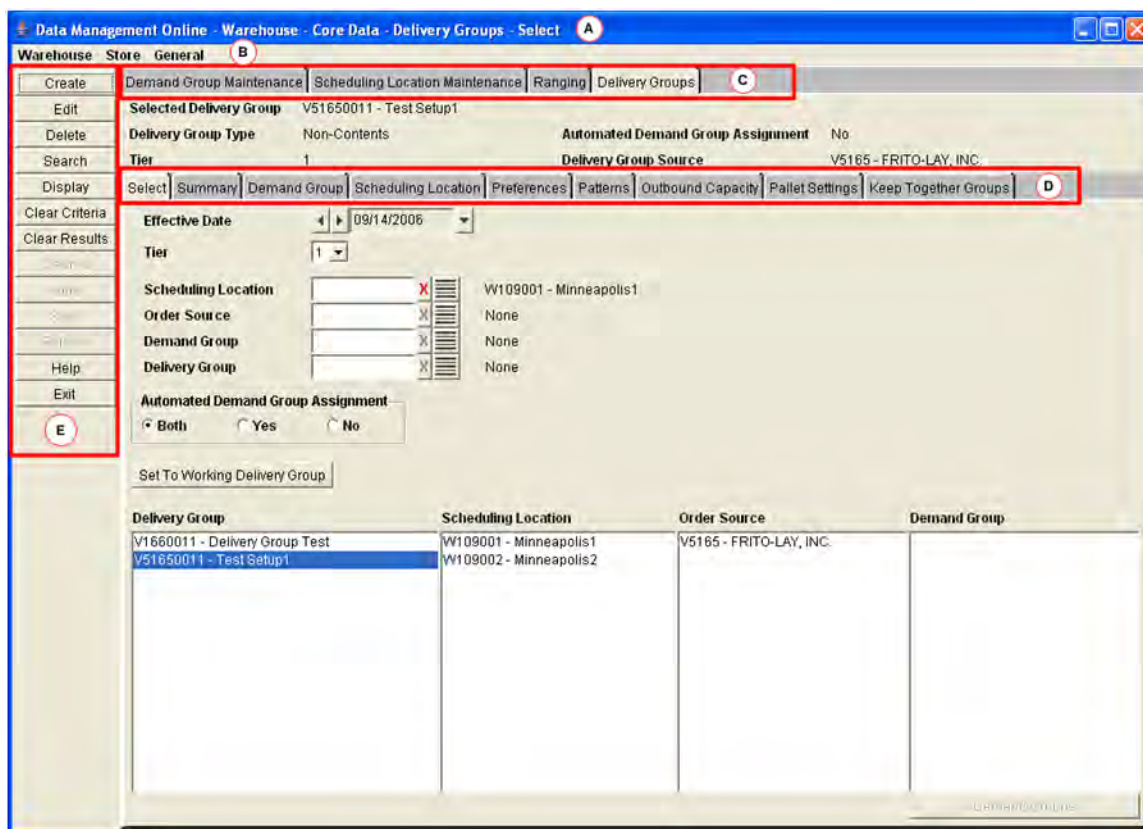 Data Management Online - Warehouse - Core Data - Delivery Groups - Select A
Warehouse Store General B
Create
Edit
Delete
Search
Display
Clear Criteria
Clear Results
Help
Exit
E
Demand Group Maintenance Scheduling Location Maintenance Ranging Delivery Groups C
Selected Delivery Group V51650011 - Test Setup1
Delivery Group Type Non-Contents Automated Demand Group Assignment No
Tier 1 Delivery Group Source V5165 - FRITO-LAY, INC.
Select Summary Demand Group Scheduling Location Preferences Patterns Outbound Capacity Pallet Settings Keep Together Groups D
Effective Date 09/14/2006
Tier 1
Scheduling Location X W109001 - Minneapolis1
Order Source X None
Demand Group X None
Delivery Group X None
Automated Demand Group Assignment
Both Yes No
Set To Working Delivery Group
Delivery Group Scheduling Location Order Source Demand Group
V1660011 - Delivery Group Test W109001 - Minneapolis1 V5165 - FRITO-LAY, INC.
V51650011 - Test Setup1 W109002 - Minneapolis2